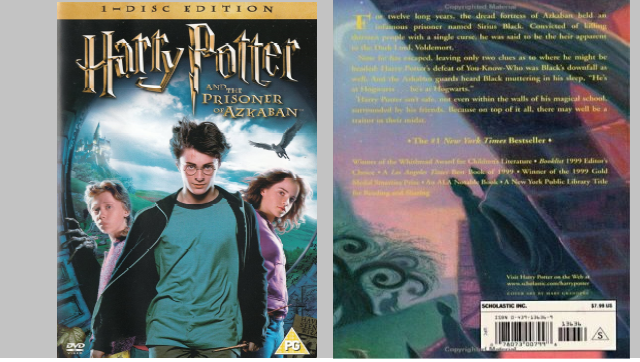 1-DISC EDITION
Harry Potter
AND THE
PRISONER
OF AZKABAN
PG
DVD
Copyrighted Material
For twelve long years, the dread fortress of Azkaban held an
infamous prisoner named Sirius Black. Convicted of killing
thirteen people with a single curse, he was said to be the heir apparent
to the Dark Lord, Voldemort.
Now he has escaped, leaving only two clues as to where he might be
headed: Harry Potter's defeat of You-Know-Who was Black's downfall as
well. And the Azkaban guards heard Black muttering in his sleep, "He's
at Hogwarts . . . he's at Hogwarts."
Harry Potter isn't safe, not even within the walls of his magical school,
surrounded by his friends. Because on top of it all, there may well be a
traitor in their midst.
• The #1 New York Times Bestseller •
Winner of the Whitbread Award for Children's Literature • Booklist 1999 Editor's
Choice • A Los Angeles Times Best Book of 1999 • Winner of the 1999 Gold
Medal Smarties Prize • An ALA Notable Book • A New York Public Library Title
for Reading and Sharing
Visit Harry Potter on the Web at
www.scholastic.com/harrypotter
COVER ART BY MARY GRANDPRÉ
SCHOLASTIC INC.
$7.99 US
ISBN 0-439-13636-9
13636
S
Copyrighted Material